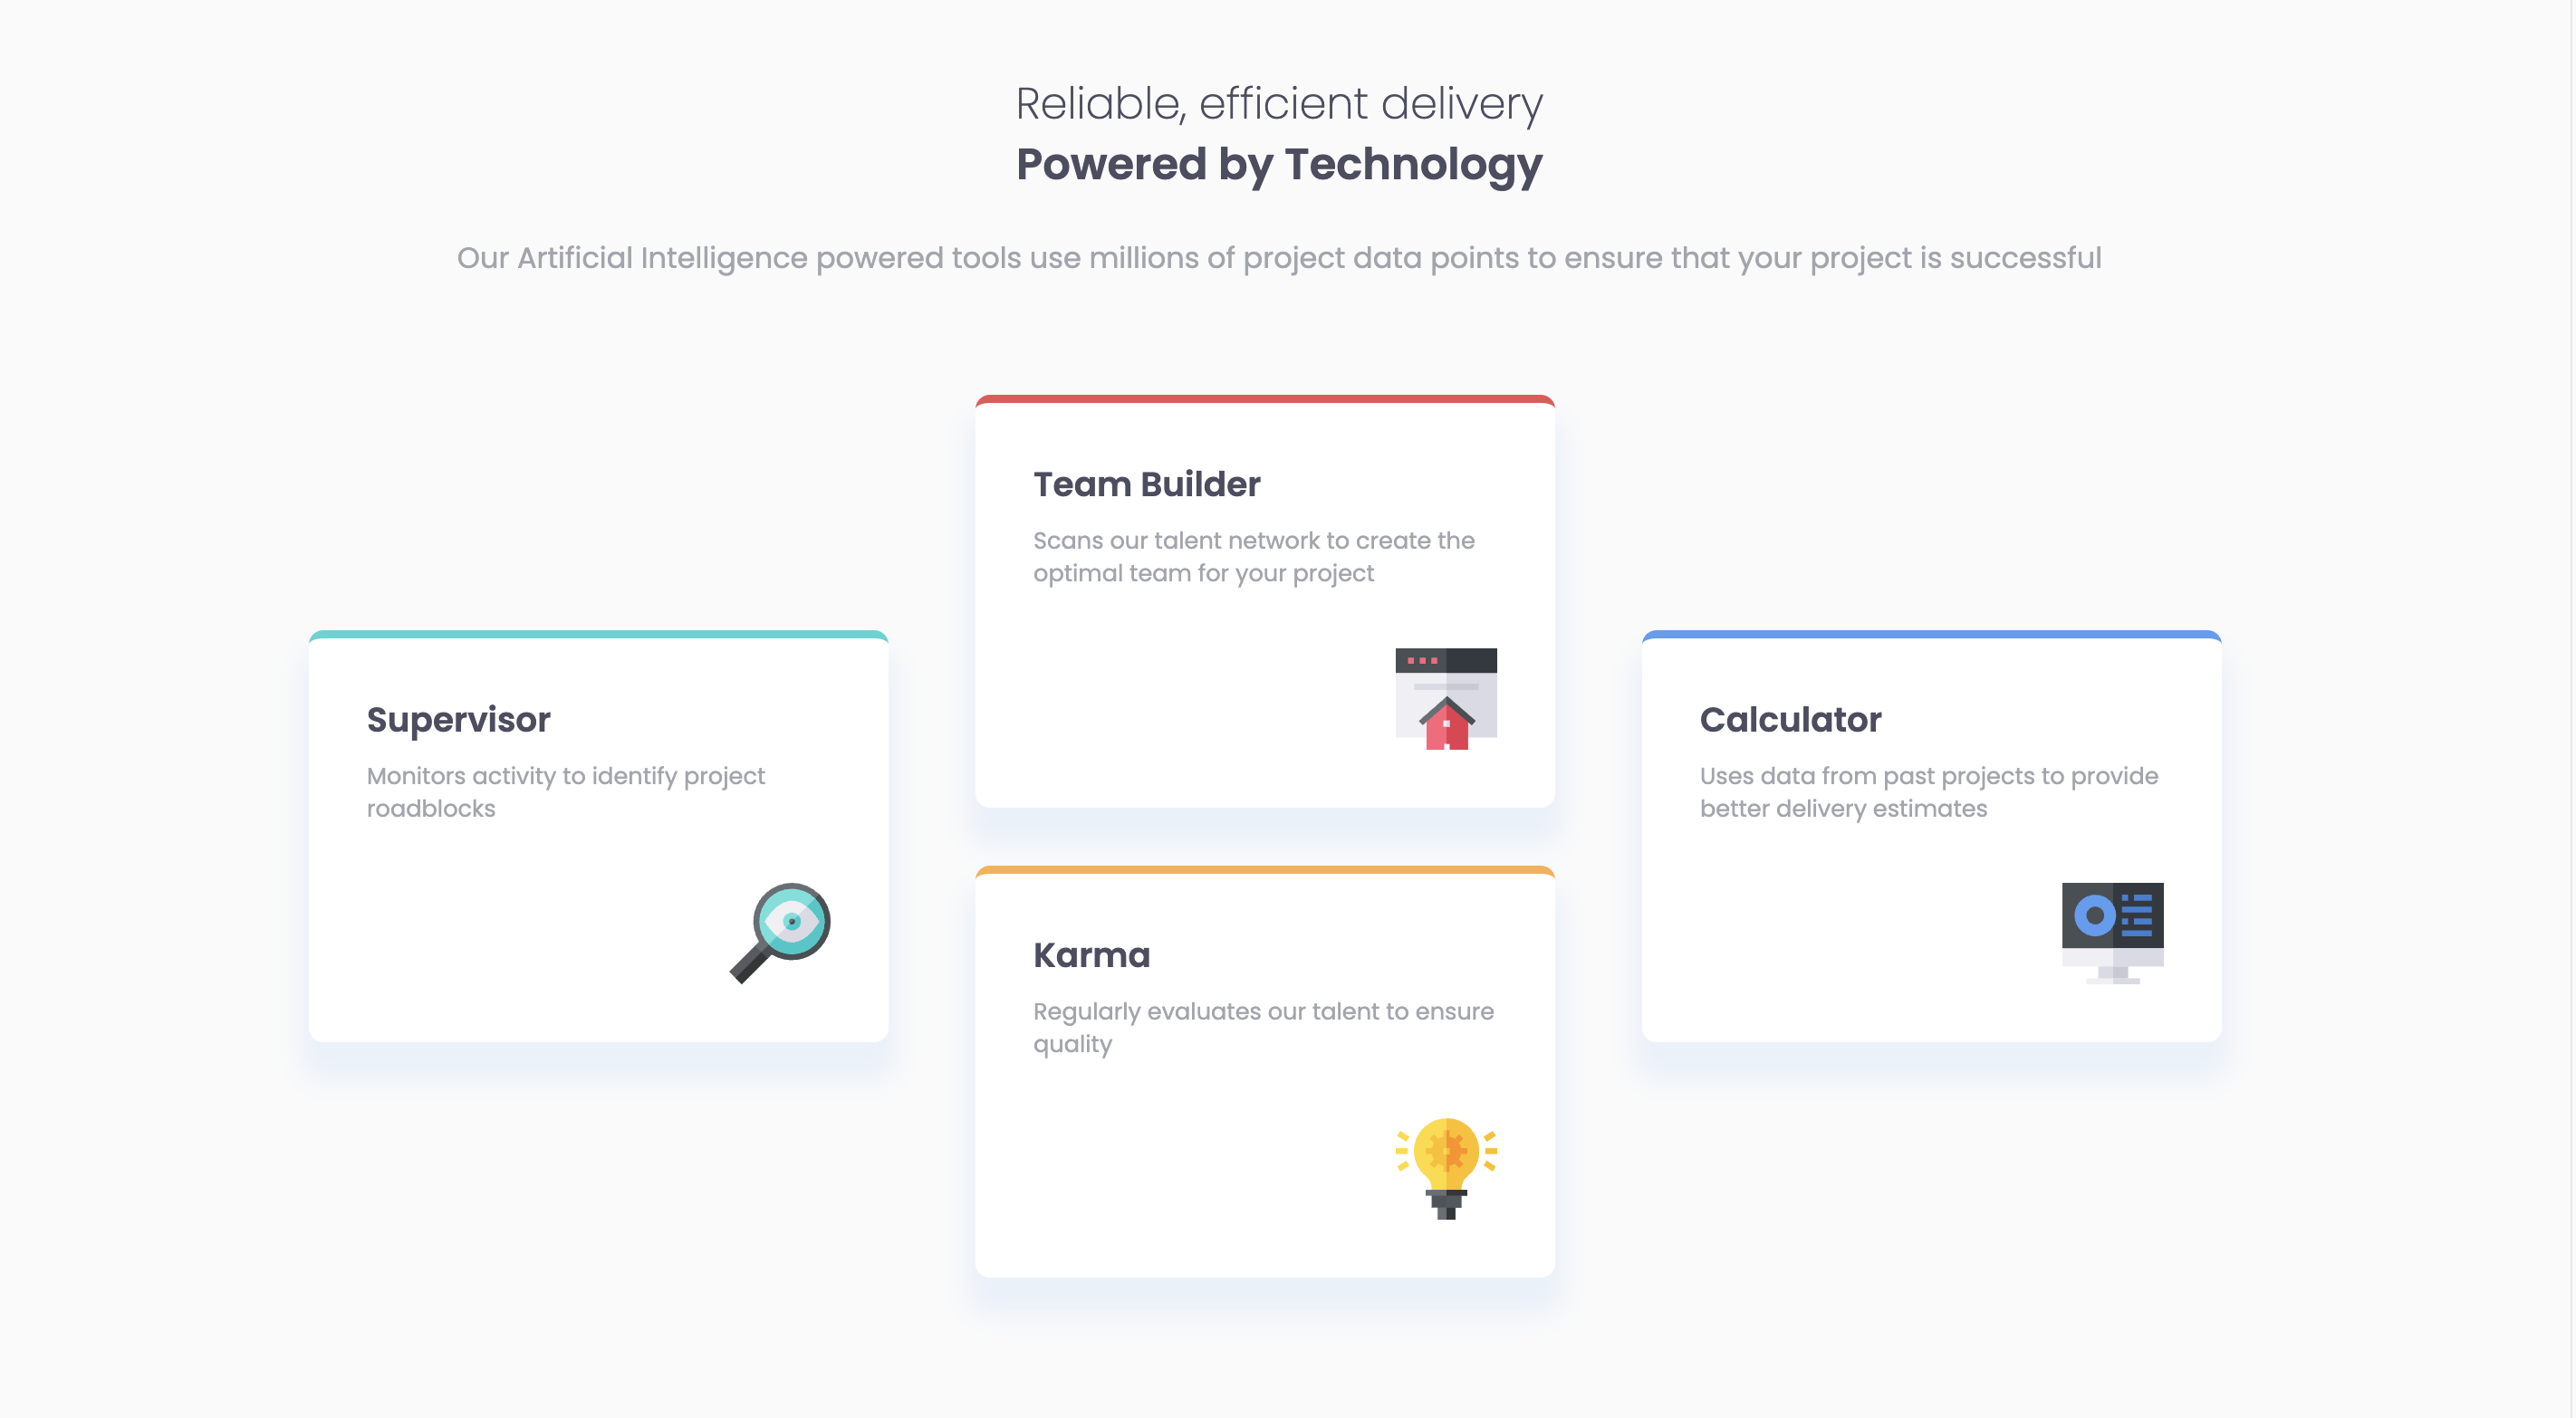 Reliable, efficient delivery
Powered by Technology
Our Artificial Intelligence powered tools use millions of project data points to ensure that your project is successful
Supervisor
Monitors activity to identify project
roadblocks
Team Builder
Scans our talent network to create the
optimal team for your project
Karma
Regularly evaluates our talent to ensure
quality
Calculator
Uses data from past projects to provide
better delivery estimates